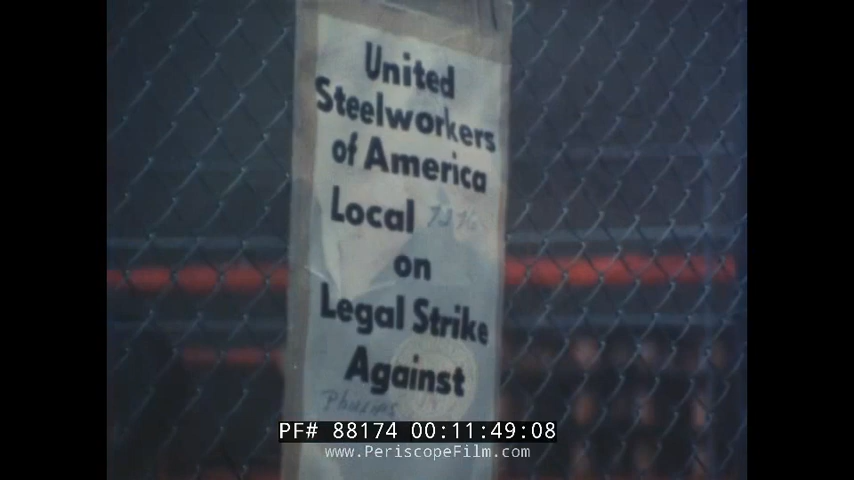 United
Steelworkers
of America
Local
on
Legal Strike
Against
PF# 88174 00:11:49:08
www.PeriscopeFilm.com